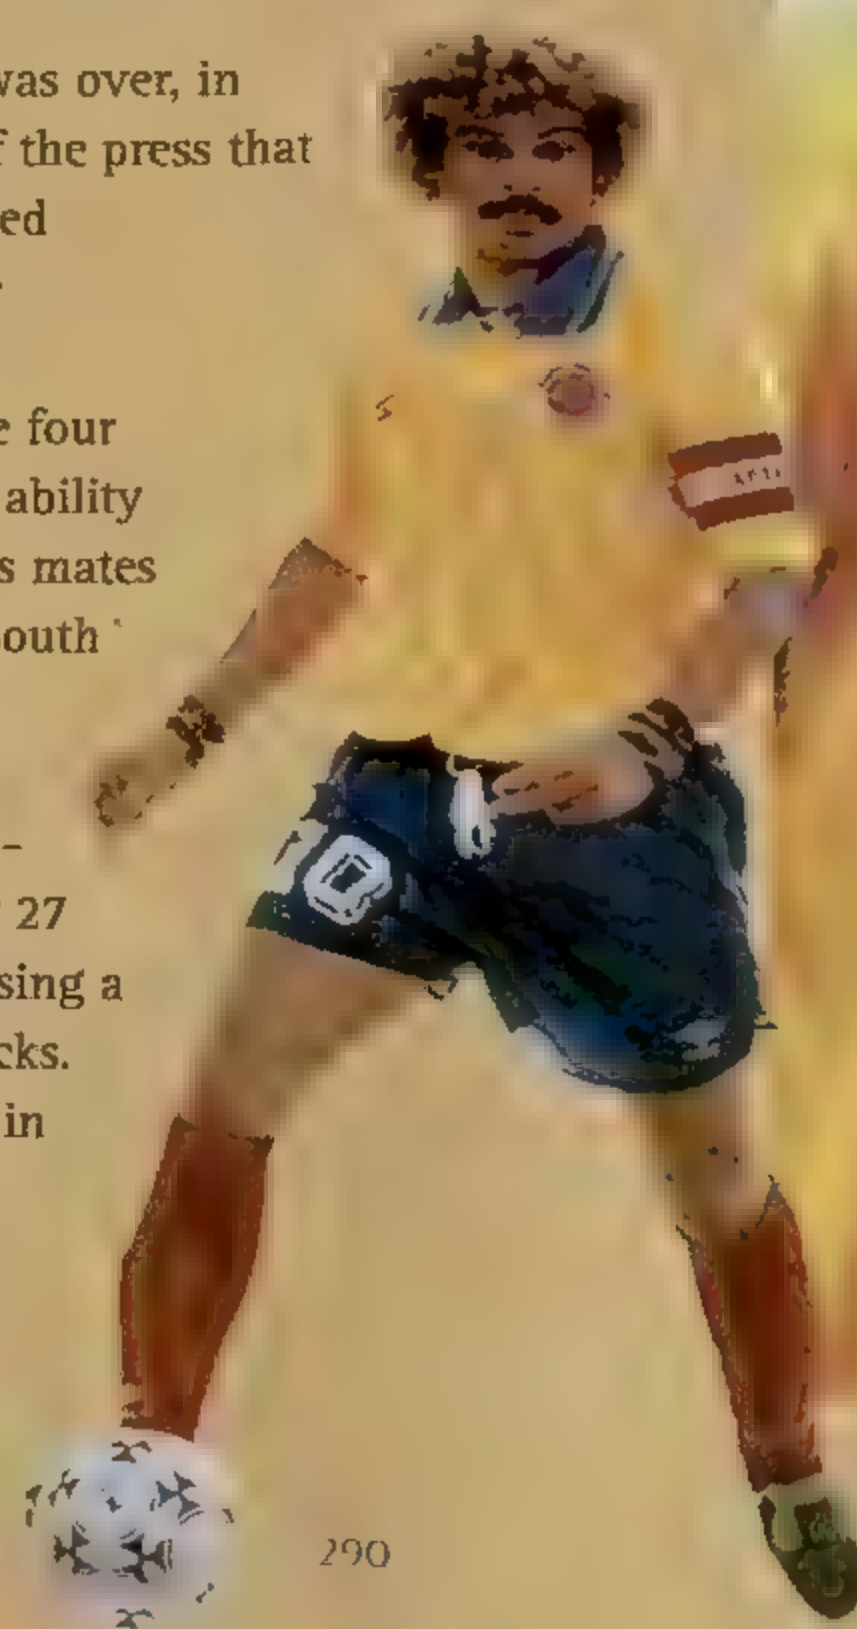 was over, in
f the press that
ed
e four
ability
s mates
outh
-
27
sing a
cks.
in
290